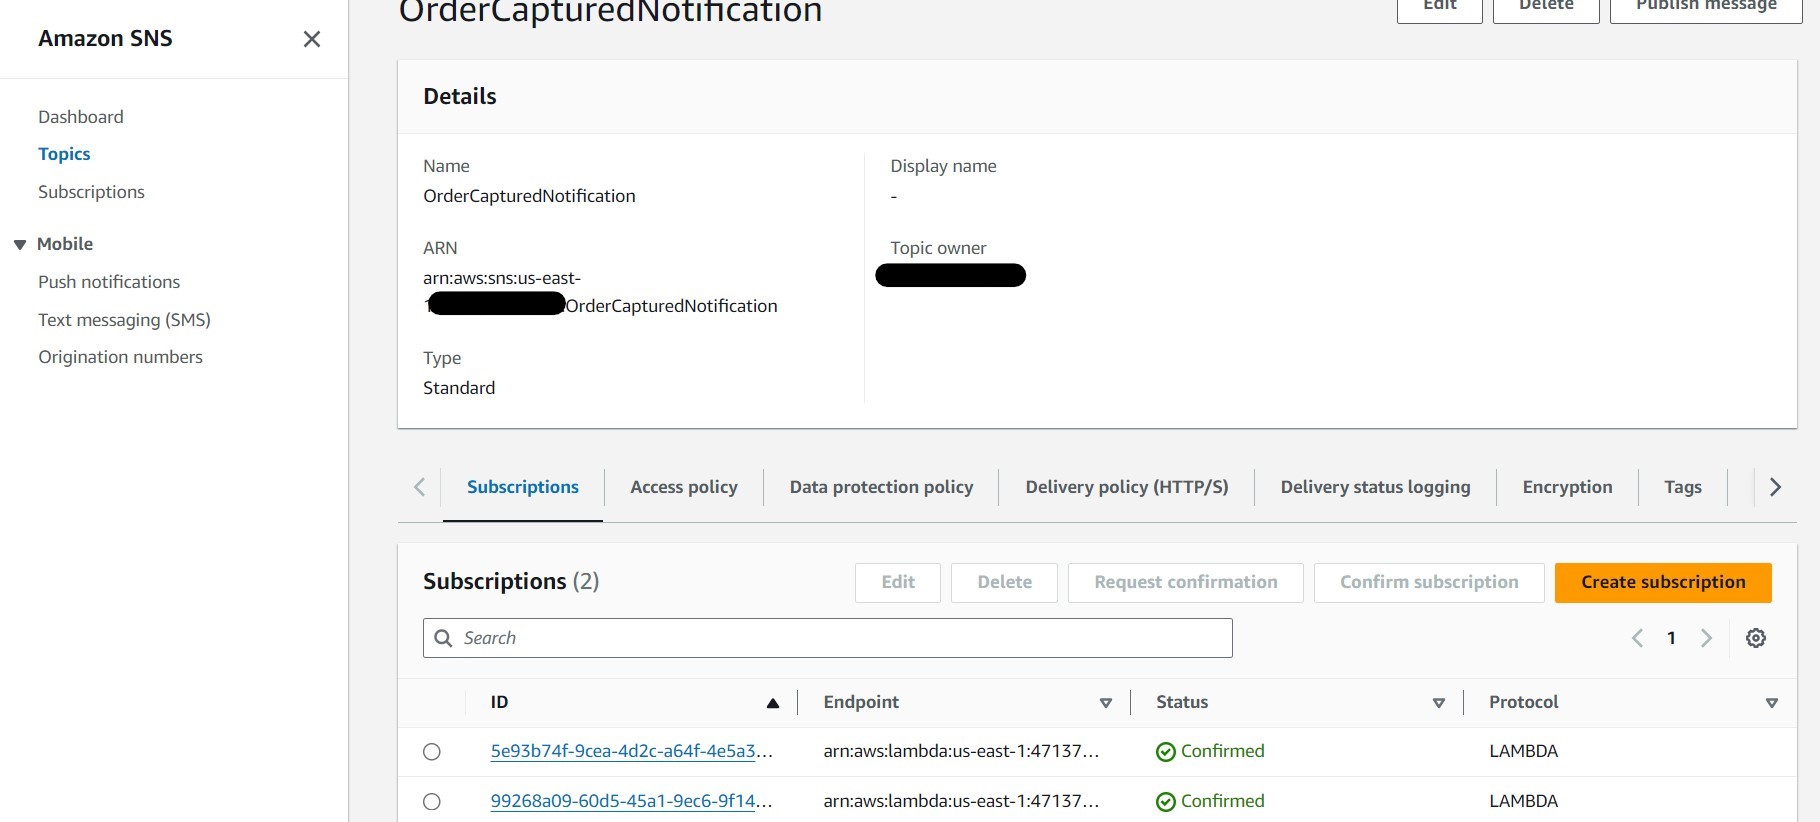 OrderCapturedNotification
Edit
Delete
Publish message
Amazon SNS
Dashboard
Topics
Subscriptions
Mobile
Push notifications
Text messaging (SMS)
Origination numbers
Details
Name
OrderCapturedNotification
ARN
arn:aws:sns:us-east-
1 OrderCapturedNotification
Type
Standard
Display name
-
Topic owner
Subscriptions
Access policy
Data protection policy
Delivery policy (HTTP/S)
Delivery status logging
Encryption
Tags
Subscriptions (2)
Edit
Delete
Request confirmation
Confirm subscription
Create subscription
Search
1
ID
Endpoint
Status
Protocol
5e93b74f-9cea-4d2c-a64f-4e5a3... arn:aws:lambda:us-east-1:47137... Confirmed LAMBDA
99268a09-60d5-45a1-9ec6-9f14... arn:aws:lambda:us-east-1:47137... Confirmed LAMBDA